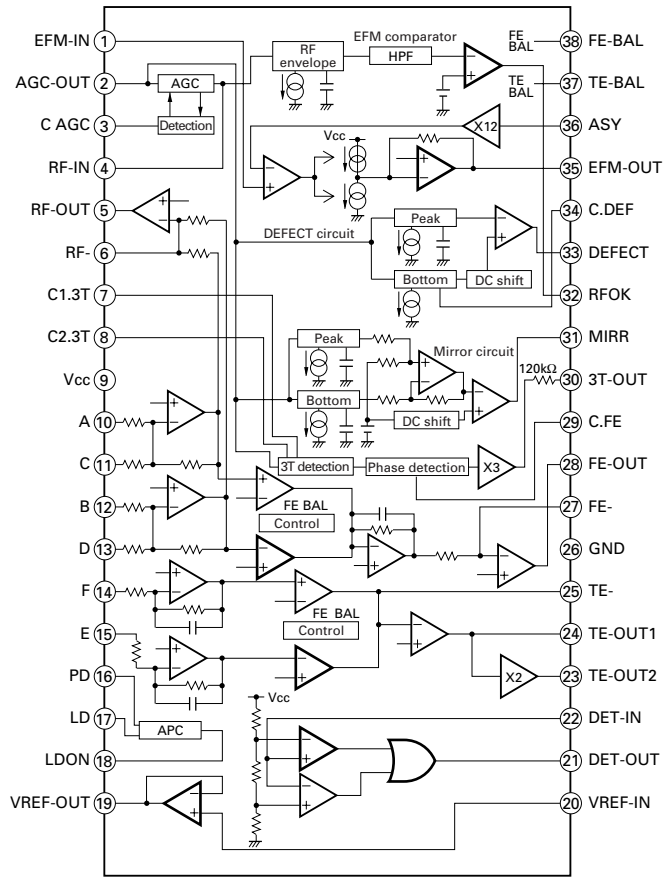 EFM-IN 1
AGC-OUT 2
C AGC 3
RF-IN 4
RF-OUT 5
RF- 6
C1.3T 7
C2.3T 8
Vcc 9
A 10
C 11
B 12
D 13
F 14
E 15
PD 16
LD 17
LDON 18
VREF-OUT 19
AGC
Detection
RF
envelope
EFM comparator
HPF
FE
BAL
TE
BAL
X12
Vcc
DEFECT circuit
Peak
Bottom
DC shift
Peak
Mirror circuit
Bottom
DC shift
120kΩ
3T detection
Phase detection
X3
FE BAL
Control
FE BAL
Control
X2
APC
Vcc
38 FE-BAL
37 TE-BAL
36 ASY
35 EFM-OUT
34 C.DEF
33 DEFECT
32 RFOK
31 MIRR
30 3T-OUT
29 C.FE
28 FE-OUT
27 FE-
26 GND
25 TE-
24 TE-OUT1
23 TE-OUT2
22 DET-IN
21 DET-OUT
20 VREF-IN